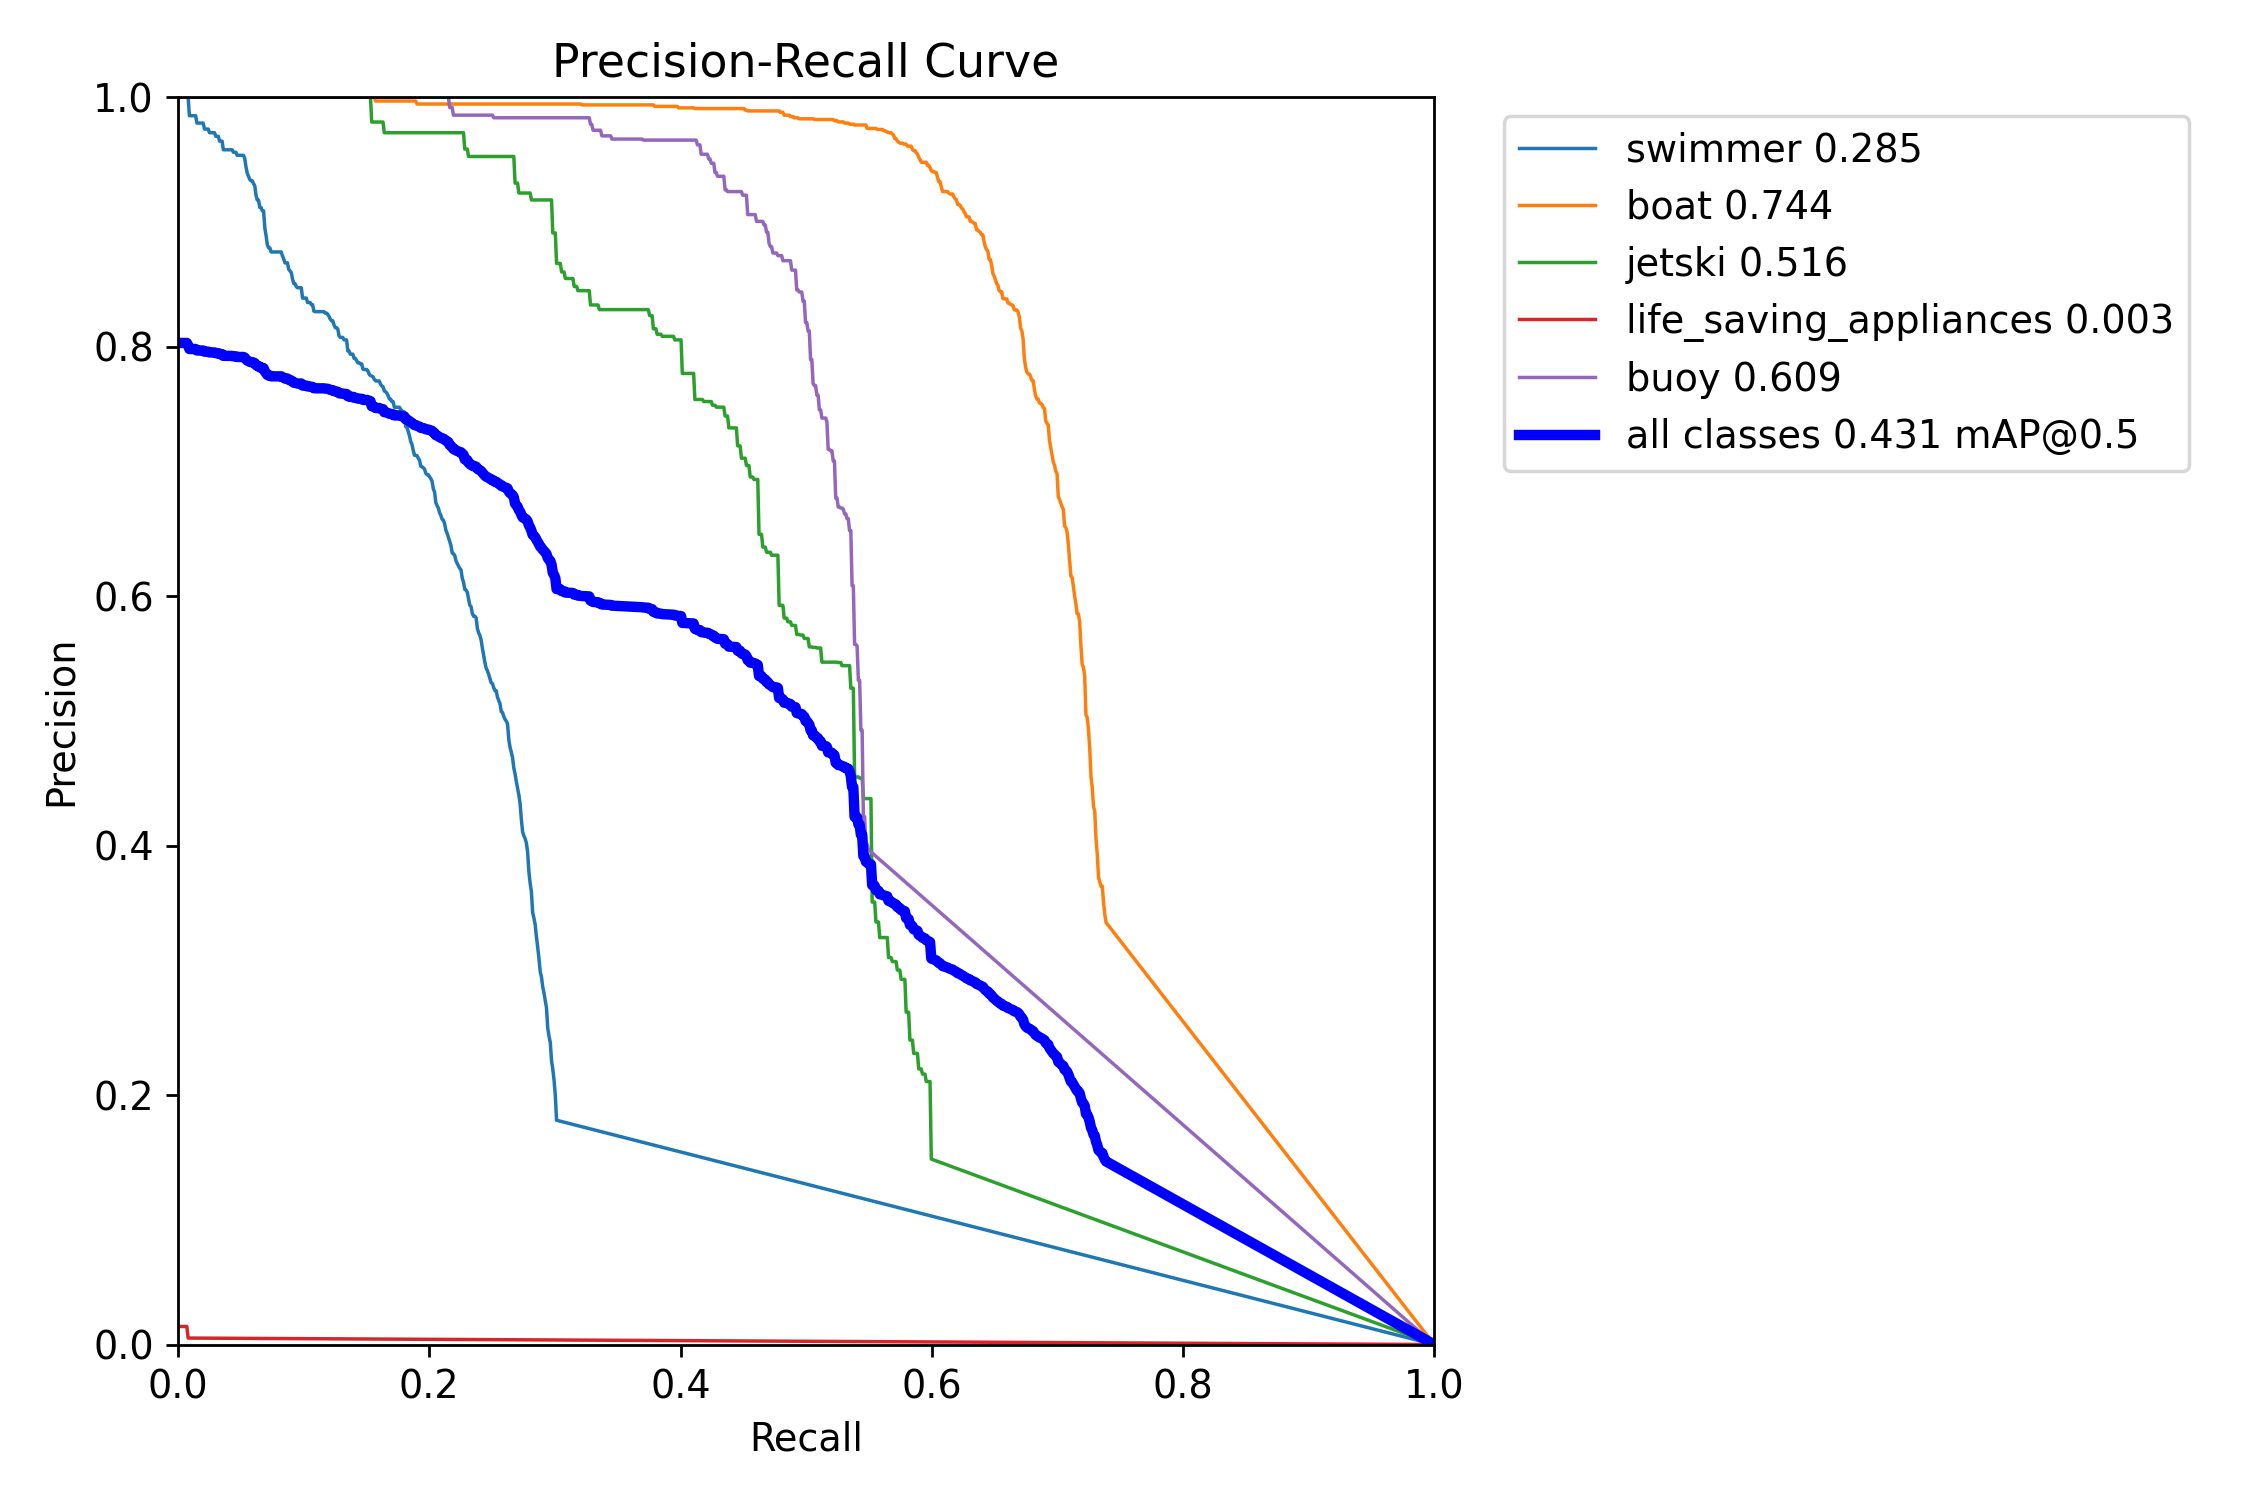 Precision-Recall Curve
1.0
0.8
0.6
0.4
0.2
0.0
Precision
0.0 0.2 0.4 0.6 0.8 1.0
Recall
swimmer 0.285
boat 0.744
jetski 0.516
life_saving_appliances 0.003
buoy 0.609
all classes 0.431 mAP@0.5